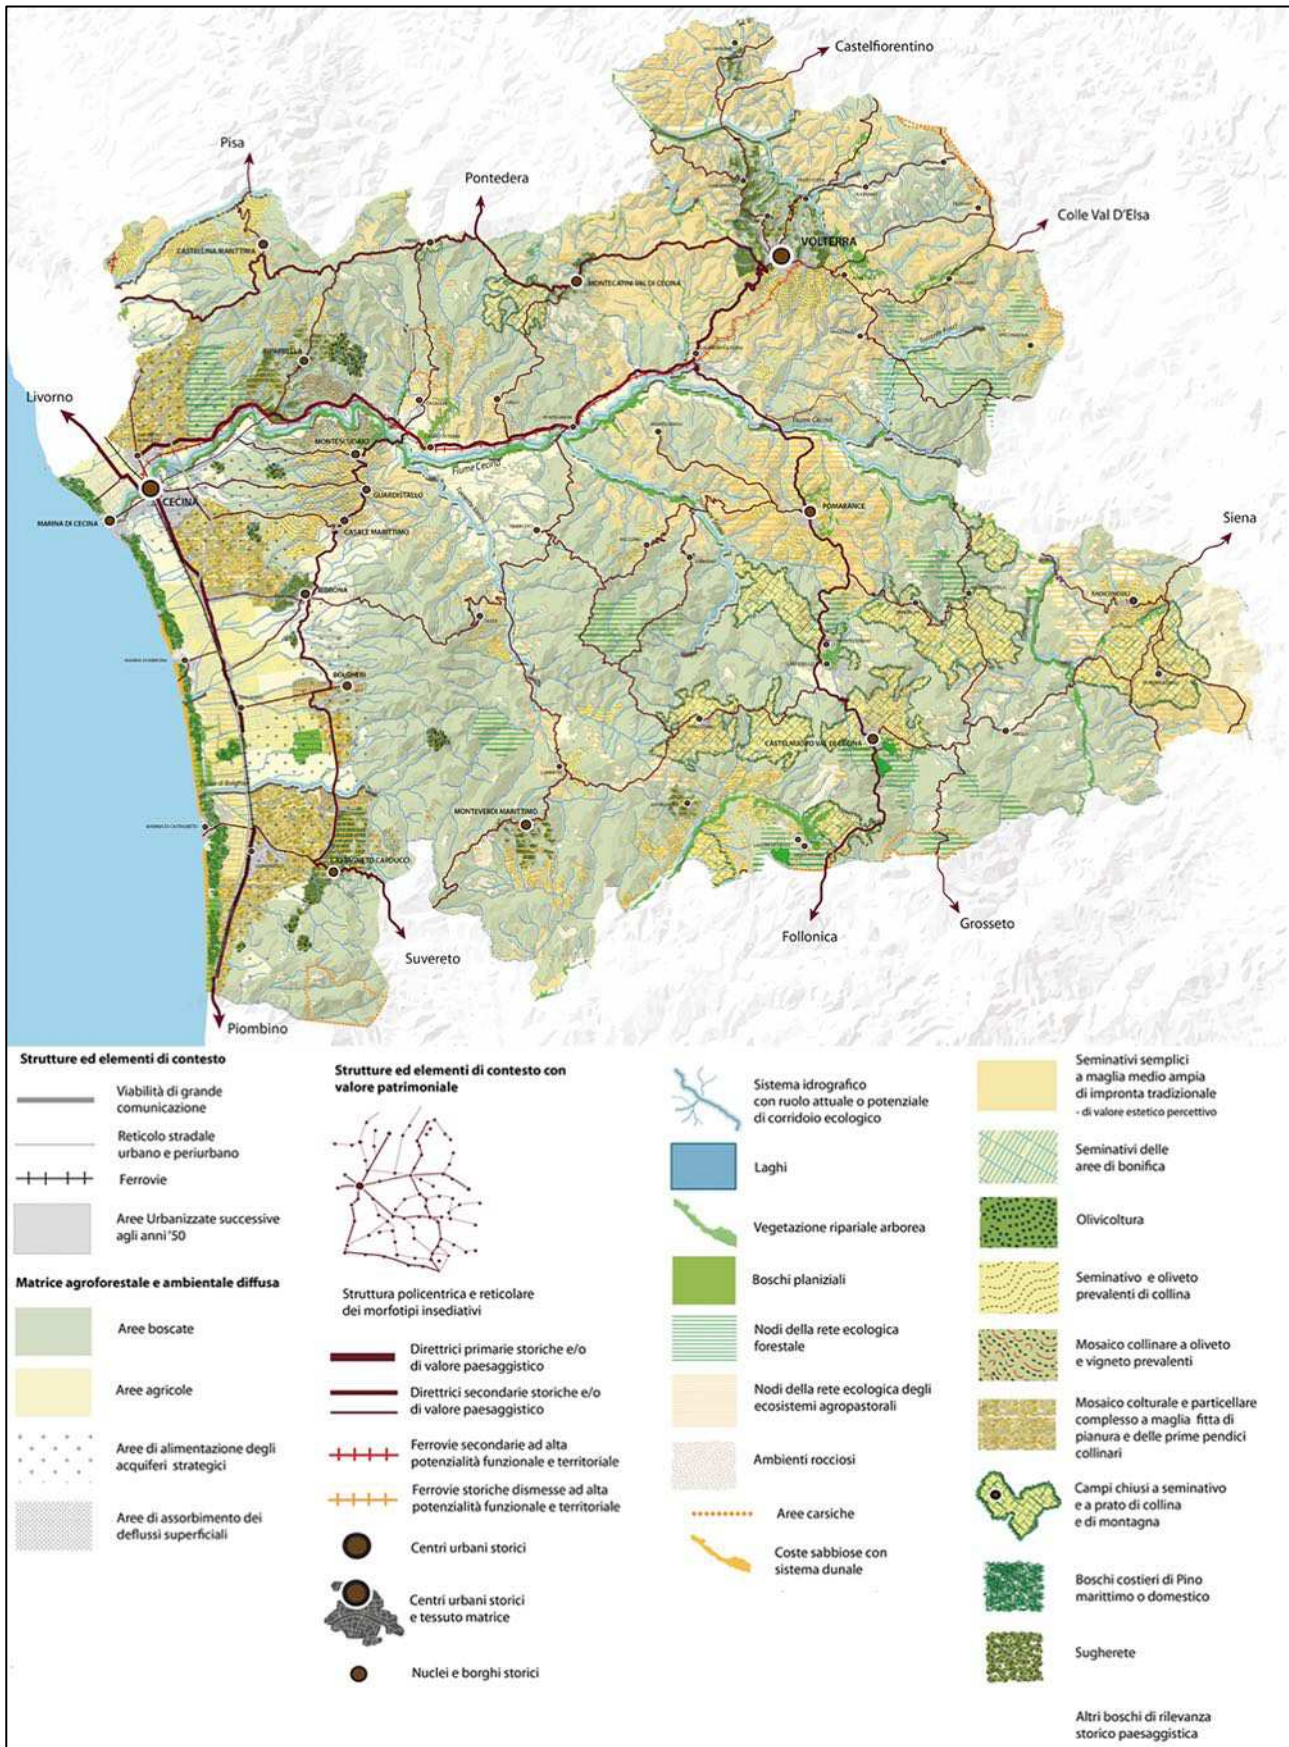 Castelfiorentino
Pisa
Pontedera
Colle Val D'Elsa
VOLTERRA
CASTELLINA MARITTIMA
MONTECATINI VAL DI CECINA
RIPARBELLA
Livorno
MONTESCUDAIO
Fiume Cecina
Fiume Cecina
CECINA
GUARDISTALLO
MARINA DI CECINA
CASALE MARITTIMO
POMARANCE
Siena
BIBBONA
RADICONDOLI
BOLGHERI
CASTELNUOVO VAL DI CECINA
MONTEVERDI MARITTIMO
CASTAGNETO CARDUCCI
Follonica
Grosseto
Suvereto
Piombino
Strutture ed elementi di contesto
Viabilità di grande
comunicazione
Reticolo stradale
urbano e periurbano
Ferrovie
Aree Urbanizzate successive
agli anni '50
Matrice agroforestale e ambientale diffusa
Aree boscate
Aree agricole
Aree di alimentazione degli
acquiferi strategici
Aree di assorbimento dei
deflussi superficiali
Strutture ed elementi di contesto con
valore patrimoniale
Struttura policentrica e reticolare
dei morfotipi insediativi
Direttrici primarie storiche e/o
di valore paesaggistico
Direttrici secondarie storiche e/o
di valore paesaggistico
Ferrovie secondarie ad alta
potenzialità funzionale e territoriale
Ferrovie storiche dismesse ad alta
potenzialità funzionale e territoriale
Centri urbani storici
Centri urbani storici
e tessuto matrice
Nuclei e borghi storici
Sistema idrografico
con ruolo attuale o potenziale
di corridoio ecologico
Laghi
Vegetazione ripariale arborea
Boschi planiziali
Nodi della rete ecologica
forestale
Nodi della rete ecologica degli
ecosistemi agropastorali
Ambienti rocciosi
Aree carsiche
Coste sabbiose con
sistema dunale
Seminativi semplici
a maglia medio ampia
di impronta tradizionale
- di valore estetico percettivo
Seminativi delle
aree di bonifica
Olivicoltura
Seminativo e oliveto
prevalenti di collina
Mosaico collinare a oliveto
e vigneto prevalenti
Mosaico colturale e particellare
complesso a maglia fitta di
pianura e delle prime pendici
collinari
Campi chiusi a seminativo
e a prato di collina
e di montagna
Boschi costieri di Pino
marittimo o domestico
Sugherete
Altri boschi di rilevanza
storico paesaggistica